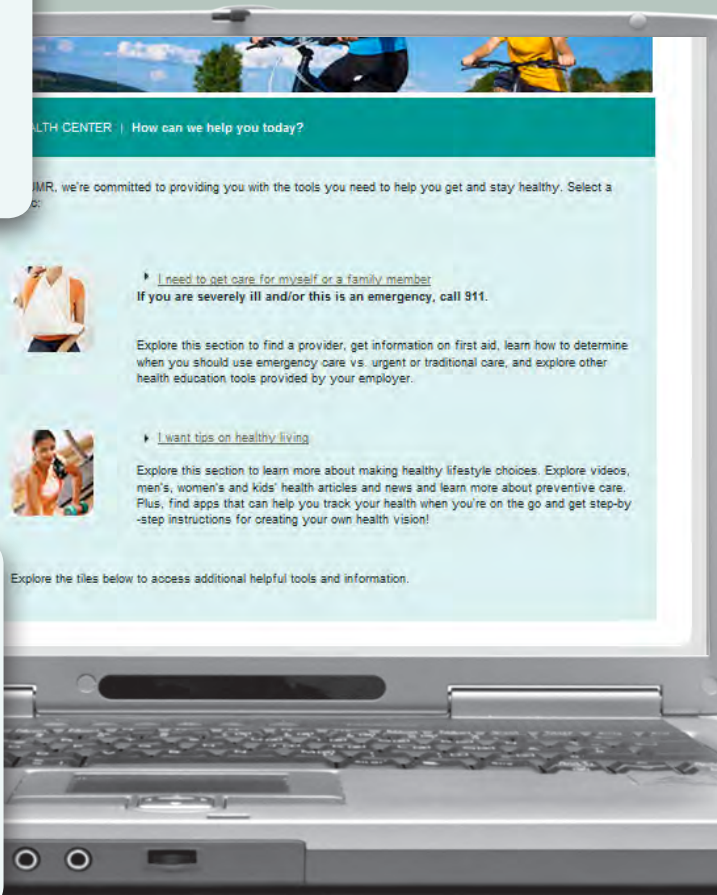 ALTH CENTER | How can we help you today?
UMR, we're committed to providing you with the tools you need to help you get and stay healthy. Select a
I need to get care for myself or a family member
If you are severely ill and/or this is an emergency, call 911.
Explore this section to find a provider, get information on first aid, learn how to determine
when you should use emergency care vs. urgent or traditional care, and explore other
health education tools provided by your employer.
I want tips on healthy living
Explore this section to learn more about making healthy lifestyle choices. Explore videos,
men's, women's and kids' health articles and news and learn more about preventive care.
Plus, find apps that can help you track your health when you're on the go and get step-by
-step instructions for creating your own health vision!
Explore the tiles below to access additional helpful tools and information.